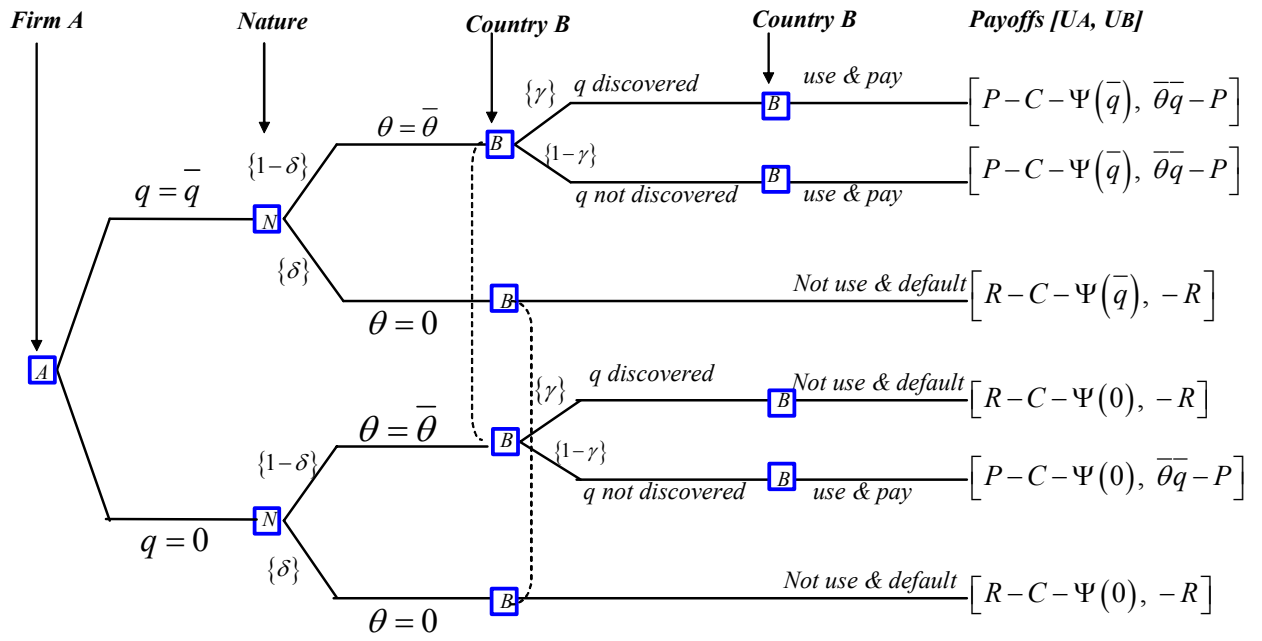 Firm A Nature Country B Country B Payoffs [UA, UB]
{γ} q discovered B use & pay [P − C − Ψ(q̅), θ̅q̅ − P]
{1−δ} θ = θ̅ B
{1−γ} q not discovered B use & pay [P − C − Ψ(q̅), θ̅q̅ − P]
q = q̅ N
{δ} θ = 0 B Not use & default [R − C − Ψ(q̅), −R]
A
{γ} q discovered B Not use & default [R − C − Ψ(0), −R]
{1−δ} θ = θ̅ B
{1−γ} q not discovered B use & pay [P − C − Ψ(0), θ̅q̅ − P]
q = 0 N
{δ} θ = 0 B Not use & default [R − C − Ψ(0), −R]